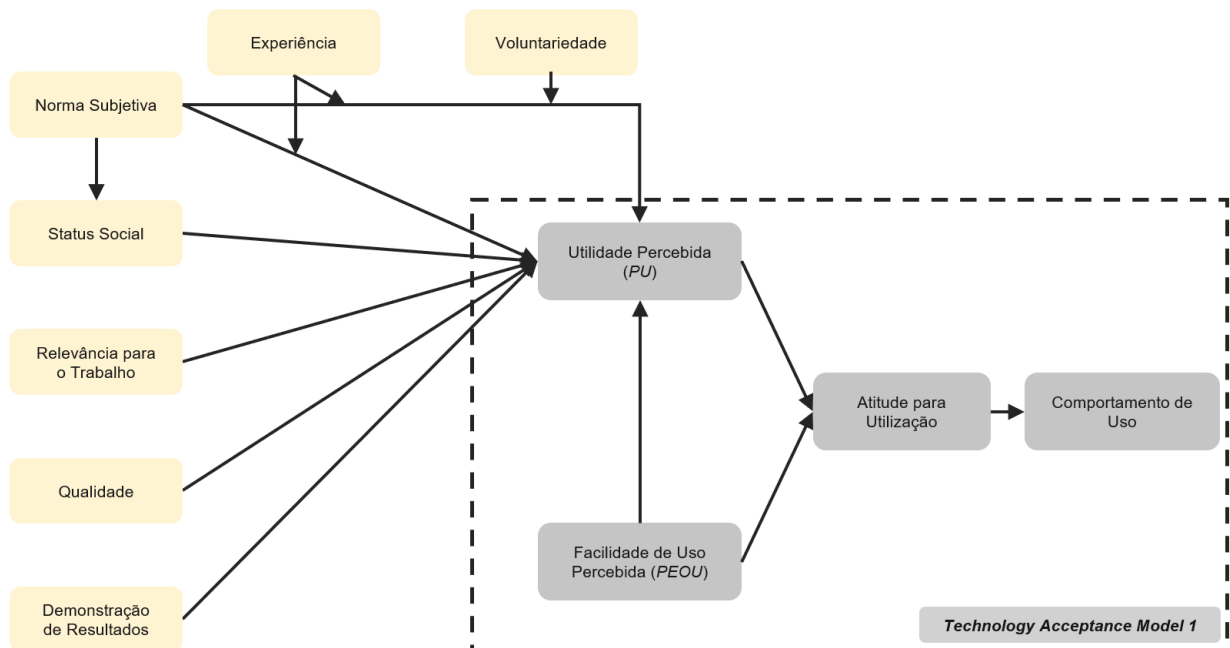 Experiência
Voluntariedade
Norma Subjetiva
Status Social
Utilidade Percebida
(PU)
Relevância para
o Trabalho
Atitude para
Utilização
Comportamento de
Uso
Qualidade
Facilidade de Uso
Percebida (PEOU)
Demonstração
de Resultados
Technology Acceptance Model 1